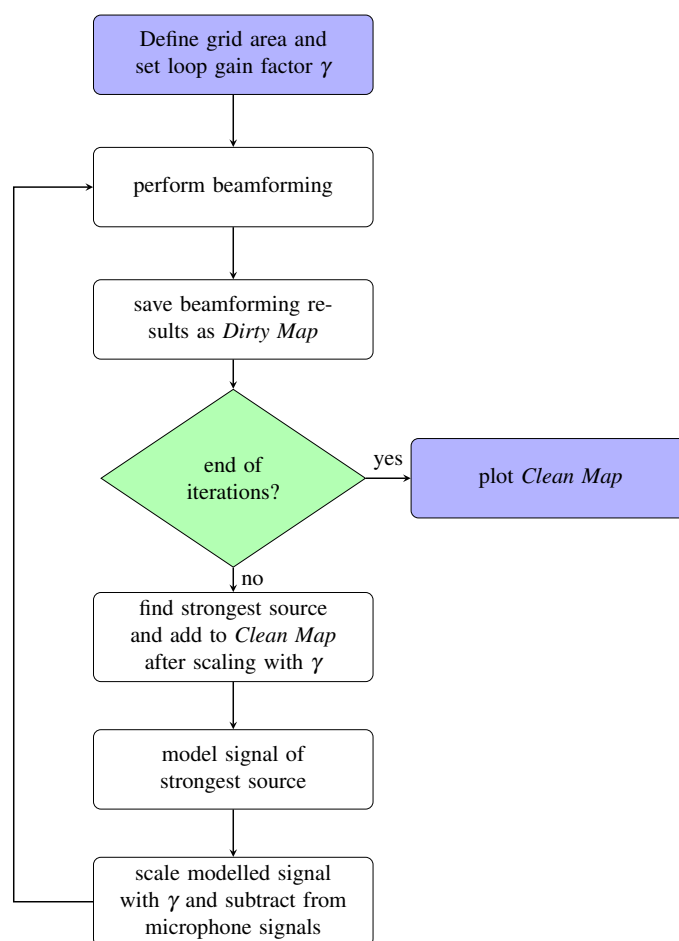 Define grid area and
set loop gain factor γ
perform beamforming
save beamforming re-
sults as Dirty Map
end of
iterations?
yes
plot Clean Map
no
find strongest source
and add to Clean Map
after scaling with γ
model signal of
strongest source
scale modelled signal
with γ and subtract from
microphone signals